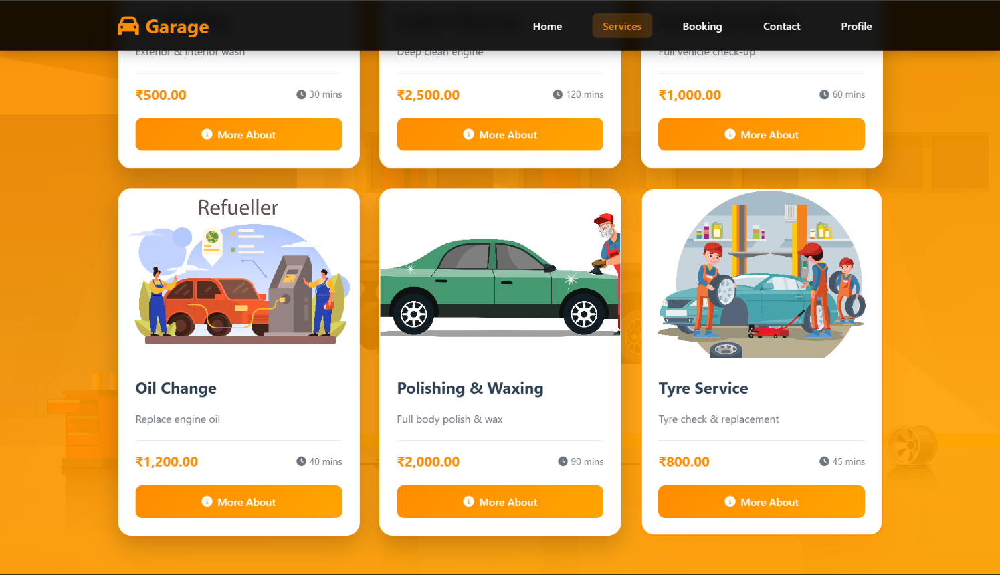 Garage
Home
Services
Booking
Contact
Profile
Exterior & interior wash
Deep clean engine
Full vehicle check-up
₹500.00
30 mins
₹2,500.00
120 mins
₹1,000.00
60 mins
More About
More About
More About
Refueller
Oil Change
Polishing & Waxing
Tyre Service
Replace engine oil
Full body polish & wax
Tyre check & replacement
₹1,200.00
40 mins
₹2,000.00
90 mins
₹800.00
45 mins
More About
More About
More About